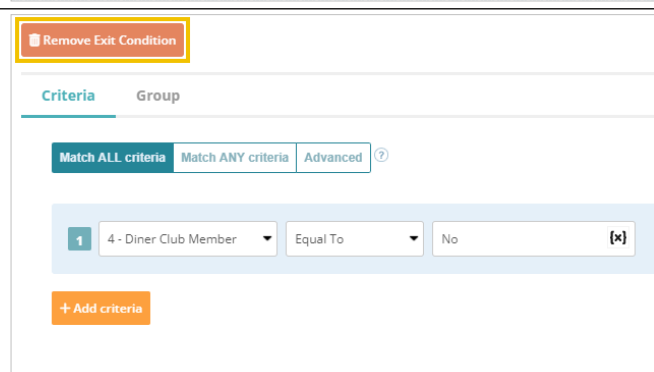 Remove Exit Condition
Criteria Group
Match ALL criteria Match ANY criteria Advanced ?
1 4 - Diner Club Member Equal To No {x}
+ Add criteria